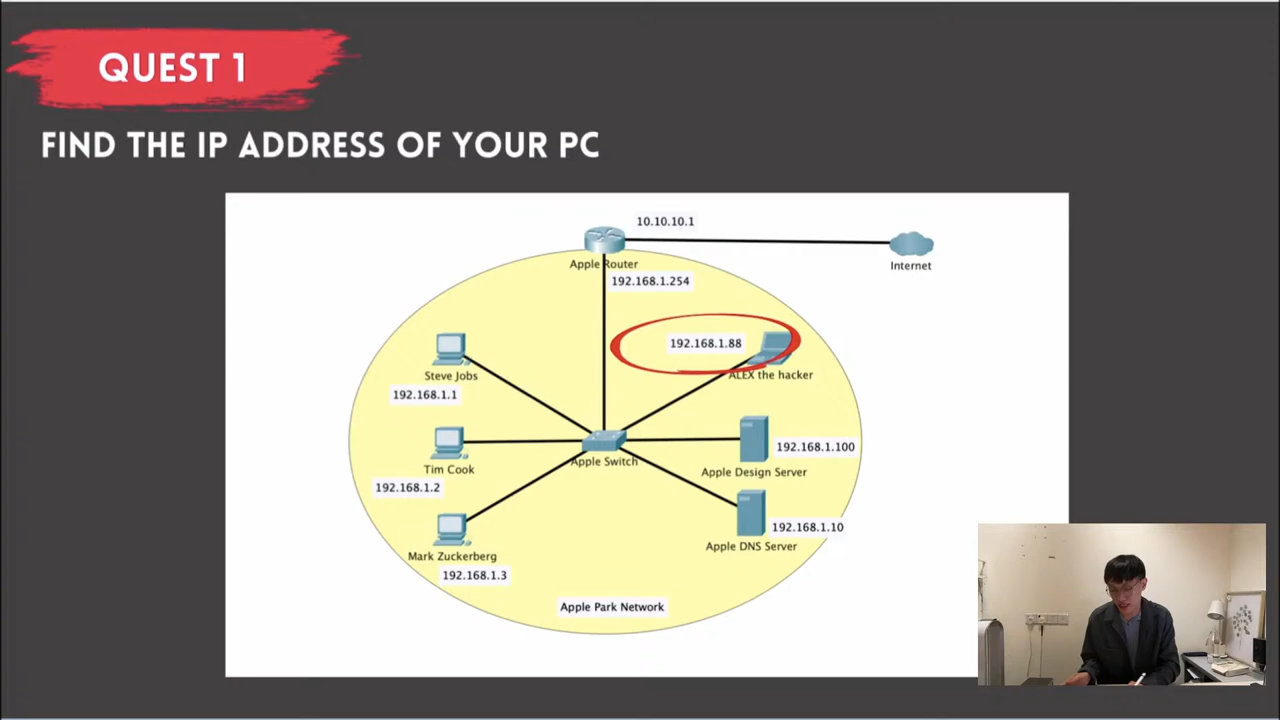 QUEST 1
FIND THE IP ADDRESS OF YOUR PC
10.10.10.1
Apple Router
Internet
192.168.1.254
192.168.1.88
Steve Jobs
ALEX the hacker
192.168.1.1
192.168.1.100
Apple Switch
Tim Cook
Apple Design Server
192.168.1.2
192.168.1.10
Apple DNS Server
Mark Zuckerberg
192.168.1.3
Apple Park Network